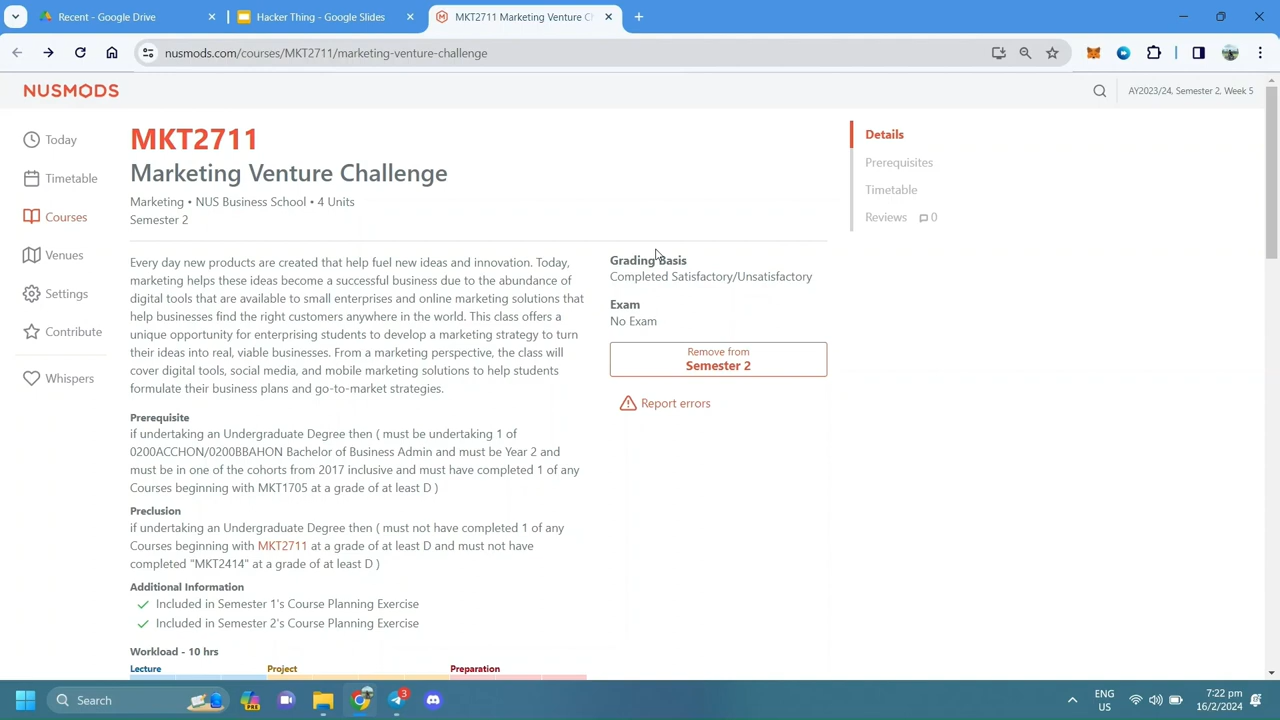 Recent - Google Drive
Hacker Thing - Google Slides
MKT2711 Marketing Venture Ch
nusmods.com/courses/MKT2711/marketing-venture-challenge
NUSMODS
AY2023/24, Semester 2, Week 5
Today
Timetable
Courses
Venues
Settings
Contribute
Whispers
MKT2711
Marketing Venture Challenge
Marketing • NUS Business School • 4 Units
Semester 2
Every day new products are created that help fuel new ideas and innovation. Today,
marketing helps these ideas become a successful business due to the abundance of
digital tools that are available to small enterprises and online marketing solutions that
help businesses find the right customers anywhere in the world. This class offers a
unique opportunity for enterprising students to develop a marketing strategy to turn
their ideas into real, viable businesses. From a marketing perspective, the class will
cover digital tools, social media, and mobile marketing solutions to help students
formulate their business plans and go-to-market strategies.
Prerequisite
if undertaking an Undergraduate Degree then ( must be undertaking 1 of
0200ACCHON/0200BBAHON Bachelor of Business Admin and must be Year 2 and
must be in one of the cohorts from 2017 inclusive and must have completed 1 of any
Courses beginning with MKT1705 at a grade of at least D )
Preclusion
if undertaking an Undergraduate Degree then ( must not have completed 1 of any
Courses beginning with MKT2711 at a grade of at least D and must not have
completed "MKT2414" at a grade of at least D )
Additional Information
Included in Semester 1's Course Planning Exercise
Included in Semester 2's Course Planning Exercise
Workload - 10 hrs
Lecture
Project
Preparation
Grading Basis
Completed Satisfactory/Unsatisfactory
Exam
No Exam
Remove from
Semester 2
Report errors
Details
Prerequisites
Timetable
Reviews 0
Search
PRE
3
ENG
US
7:22 pm
16/2/2024